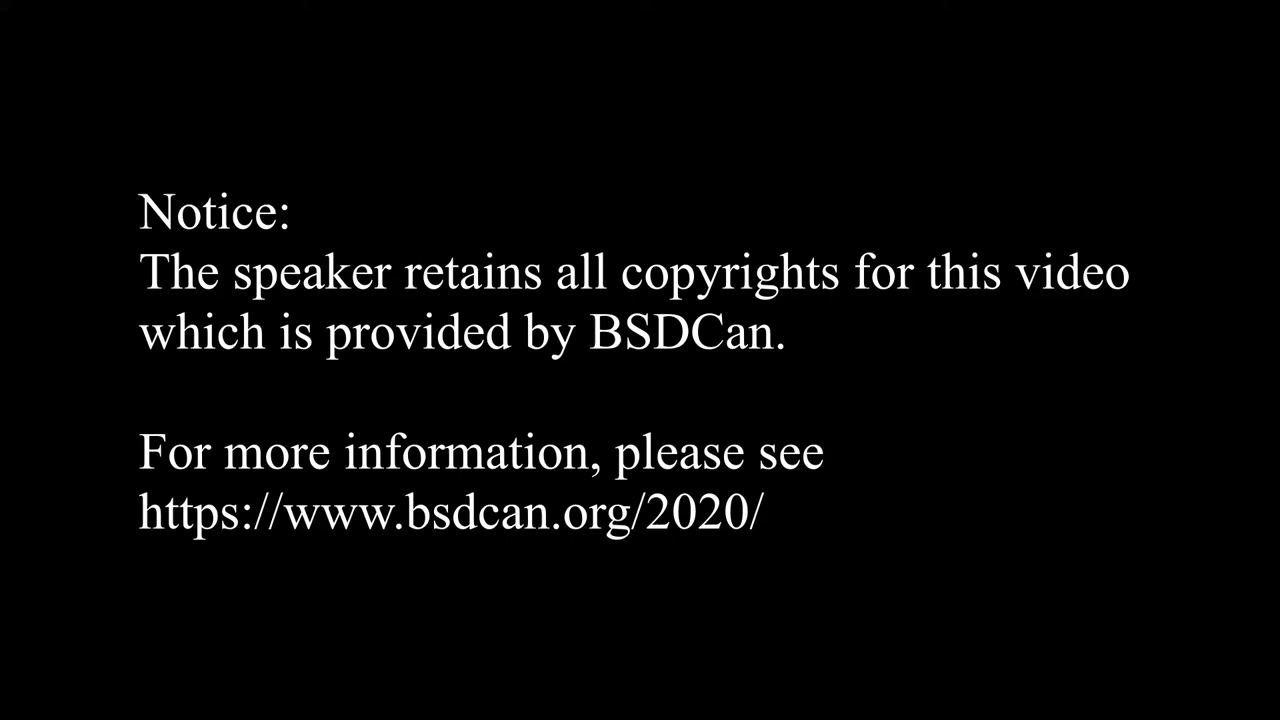 Notice:
The speaker retains all copyrights for this video
which is provided by BSDCan.
For more information, please see
https://www.bsdcan.org/2020/